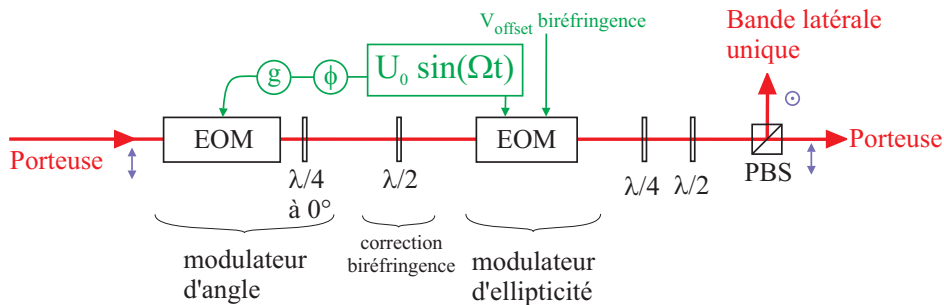 V_offset biréfringence
Bande latérale
unique
g
ϕ
U₀ sin(Ωt)
EOM
EOM
Porteuse
Porteuse
λ/4
à 0°
λ/2
λ/4
λ/2
PBS
modulateur
d'angle
correction
biréfringence
modulateur
d'ellipticité